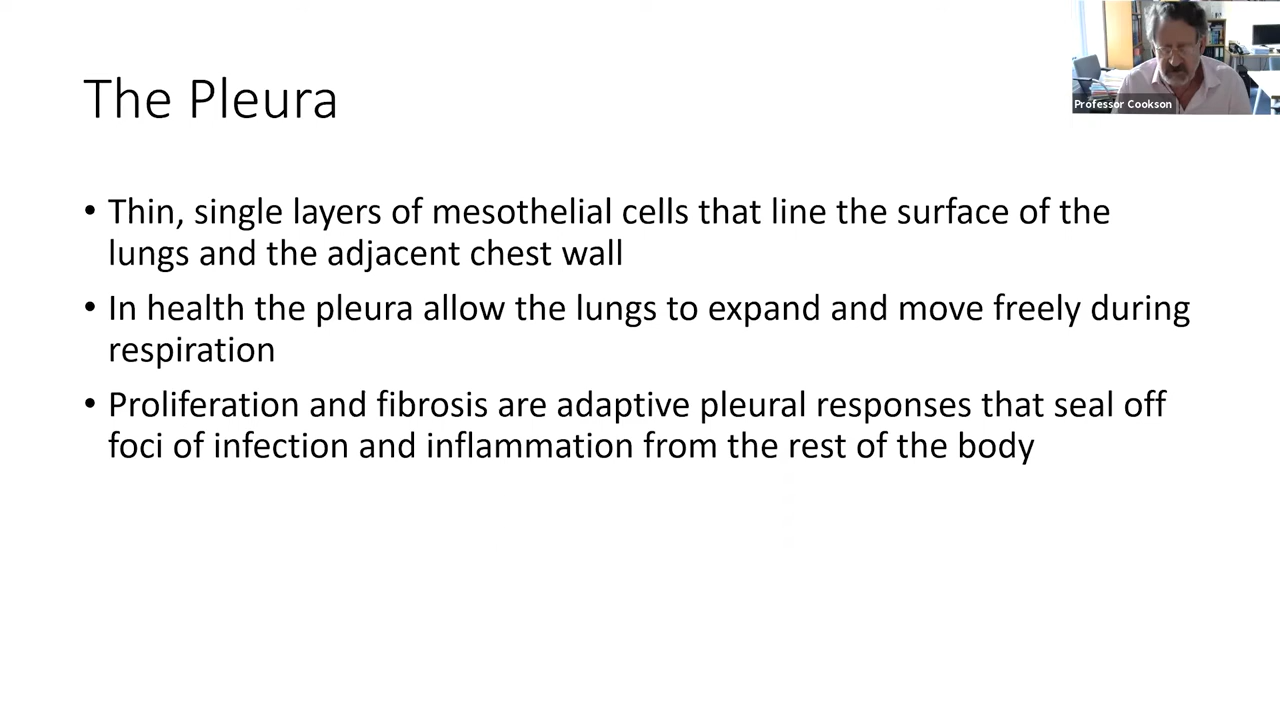 The Pleura
Professor Cookson
• Thin, single layers of mesothelial cells that line the surface of the
lungs and the adjacent chest wall
• In health the pleura allow the lungs to expand and move freely during
respiration
• Proliferation and fibrosis are adaptive pleural responses that seal off
foci of infection and inflammation from the rest of the body